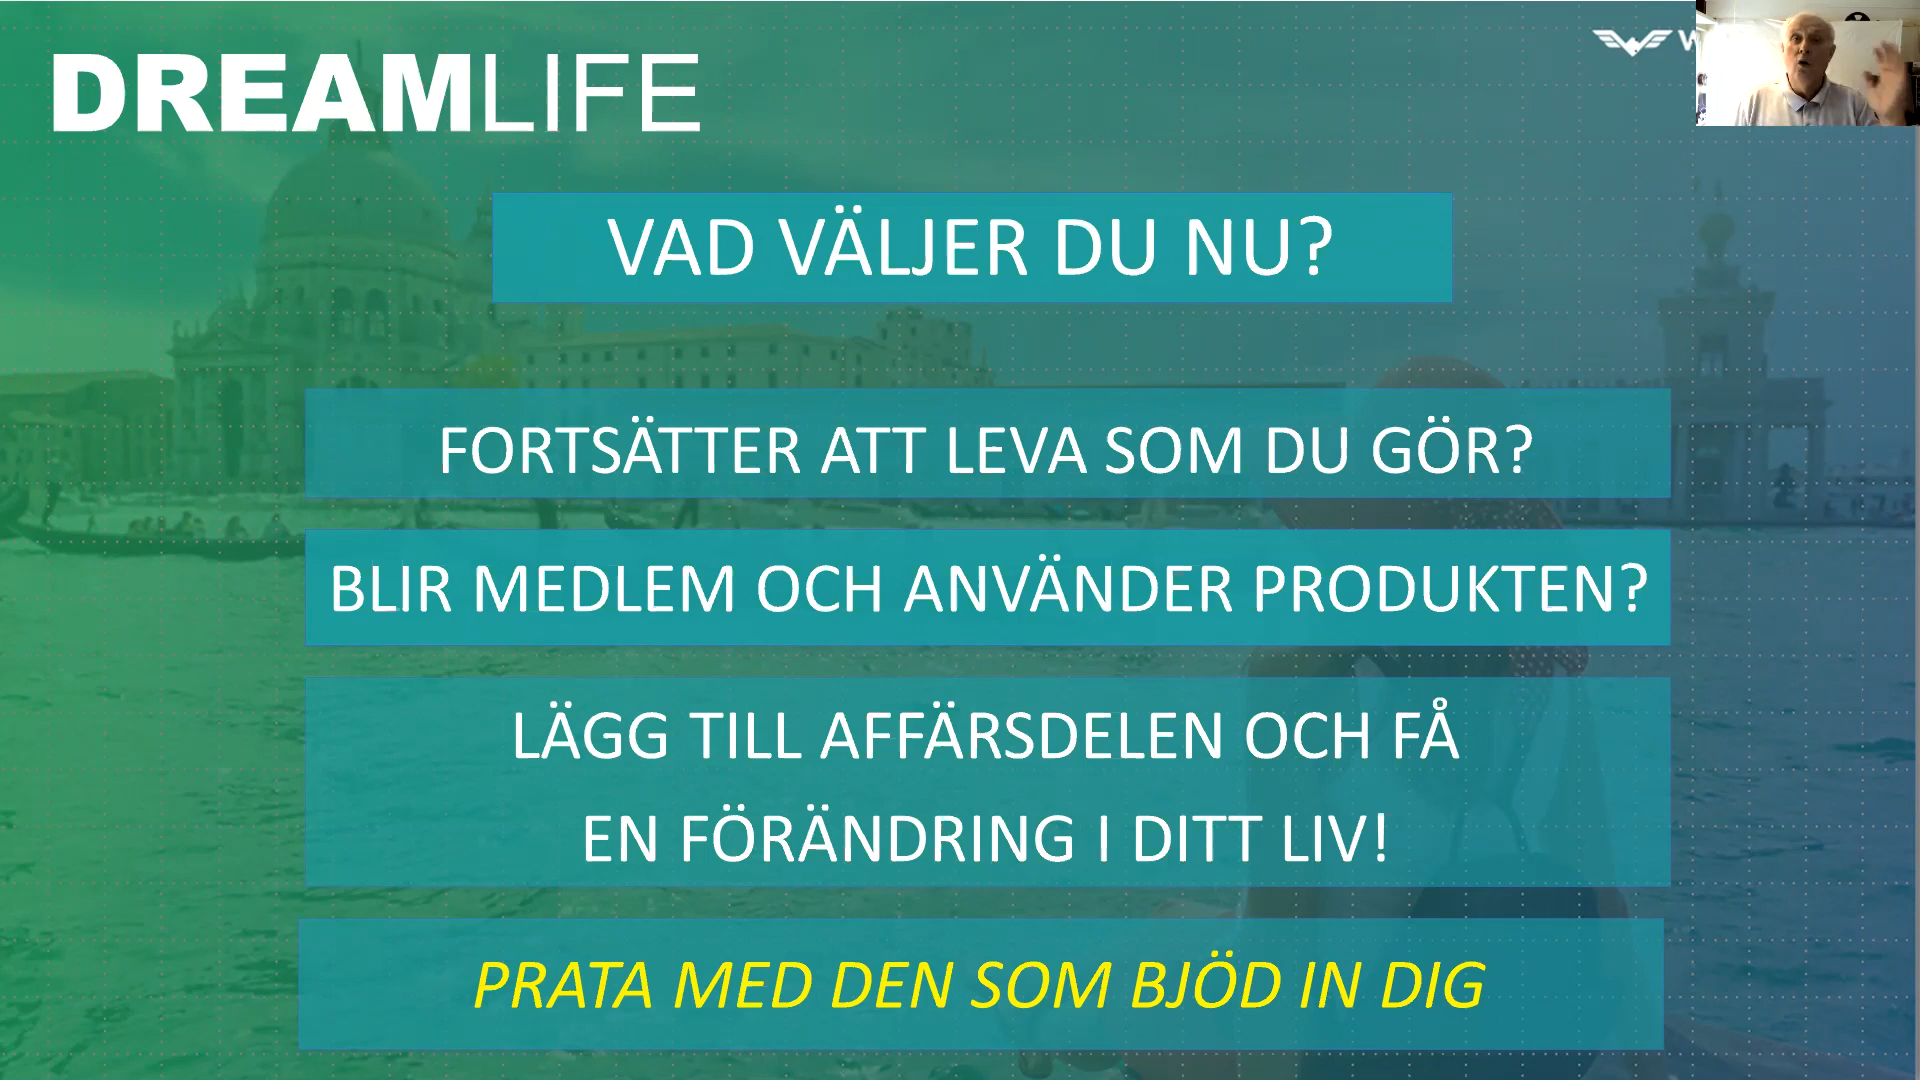 DREAMLIFE
VAD VÄLJER DU NU?
FORTSÄTTER ATT LEVA SOM DU GÖR?
BLIR MEDLEM OCH ANVÄNDER PRODUKTEN?
LÄGG TILL AFFÄRSDELEN OCH FÅ
EN FÖRÄNDRING I DITT LIV!
PRATA MED DEN SOM BJÖD IN DIG